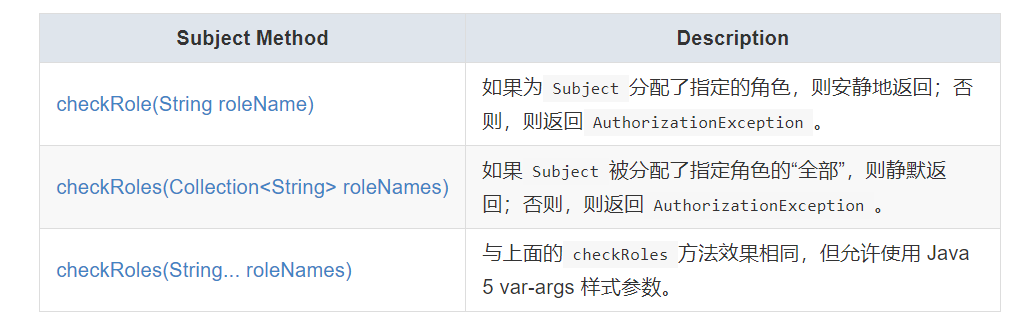 Subject Method Description
checkRole(String roleName)
如果为 Subject 分配了指定的角色，则安静地返回；否
则，则返回 AuthorizationException 。
checkRoles(Collection<String> roleNames)
如果 Subject 被分配了指定角色的“全部”，则静默返
回；否则，则返回 AuthorizationException 。
checkRoles(String... roleNames)
与上面的 checkRoles 方法效果相同，但允许使用 Java
5 var-args 样式参数。